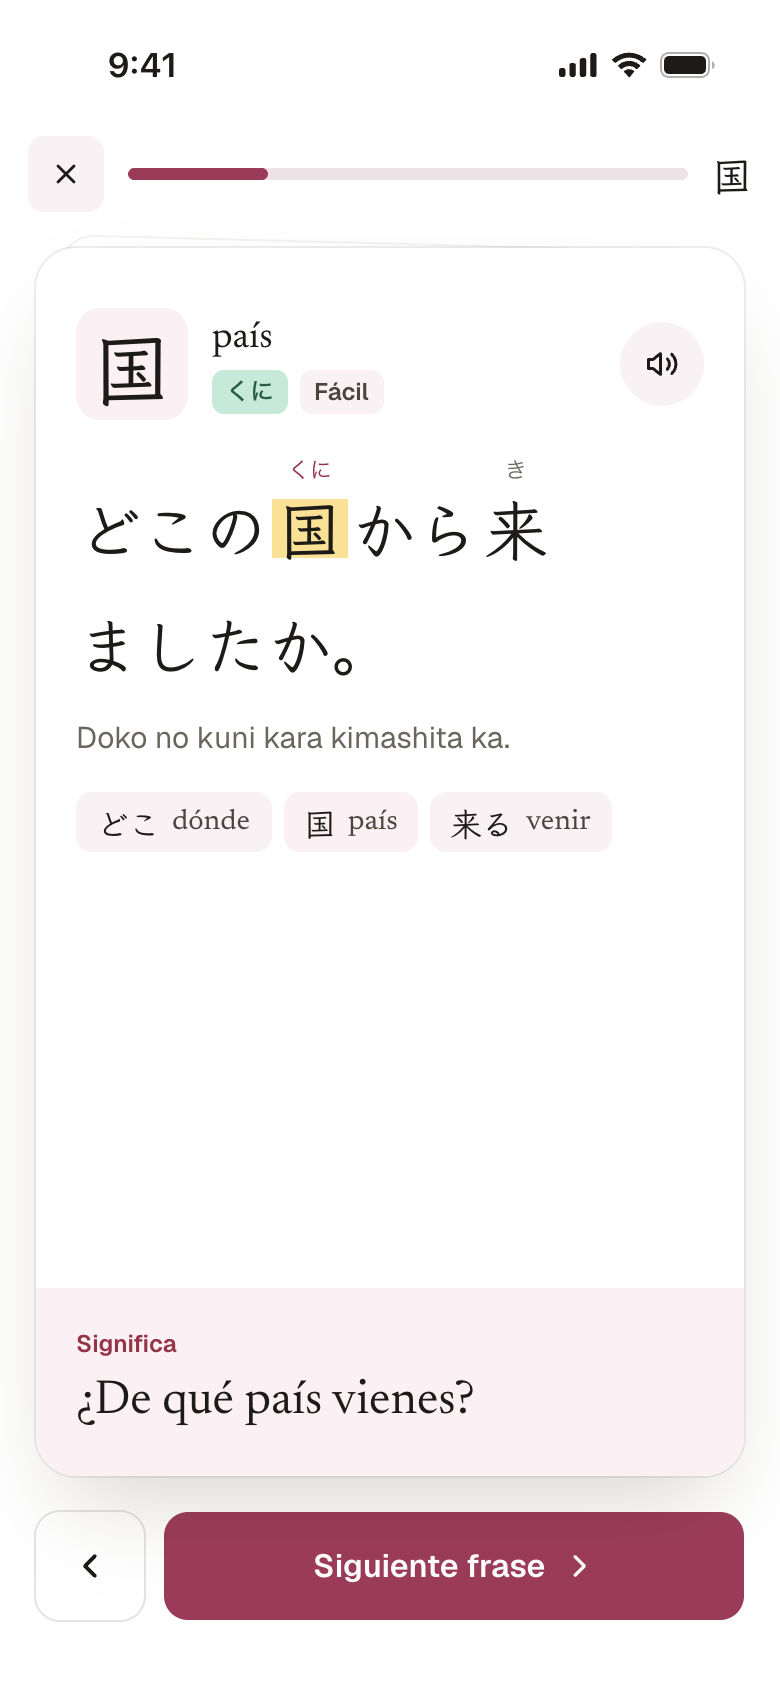 9:41
国
国
país
くに
Fácil
くに
き
どこの国から来
ましたか。
Doko no kuni kara kimashita ka.
どこ dónde
国 país
来る venir
Significa
¿De qué país vienes?
Siguiente frase